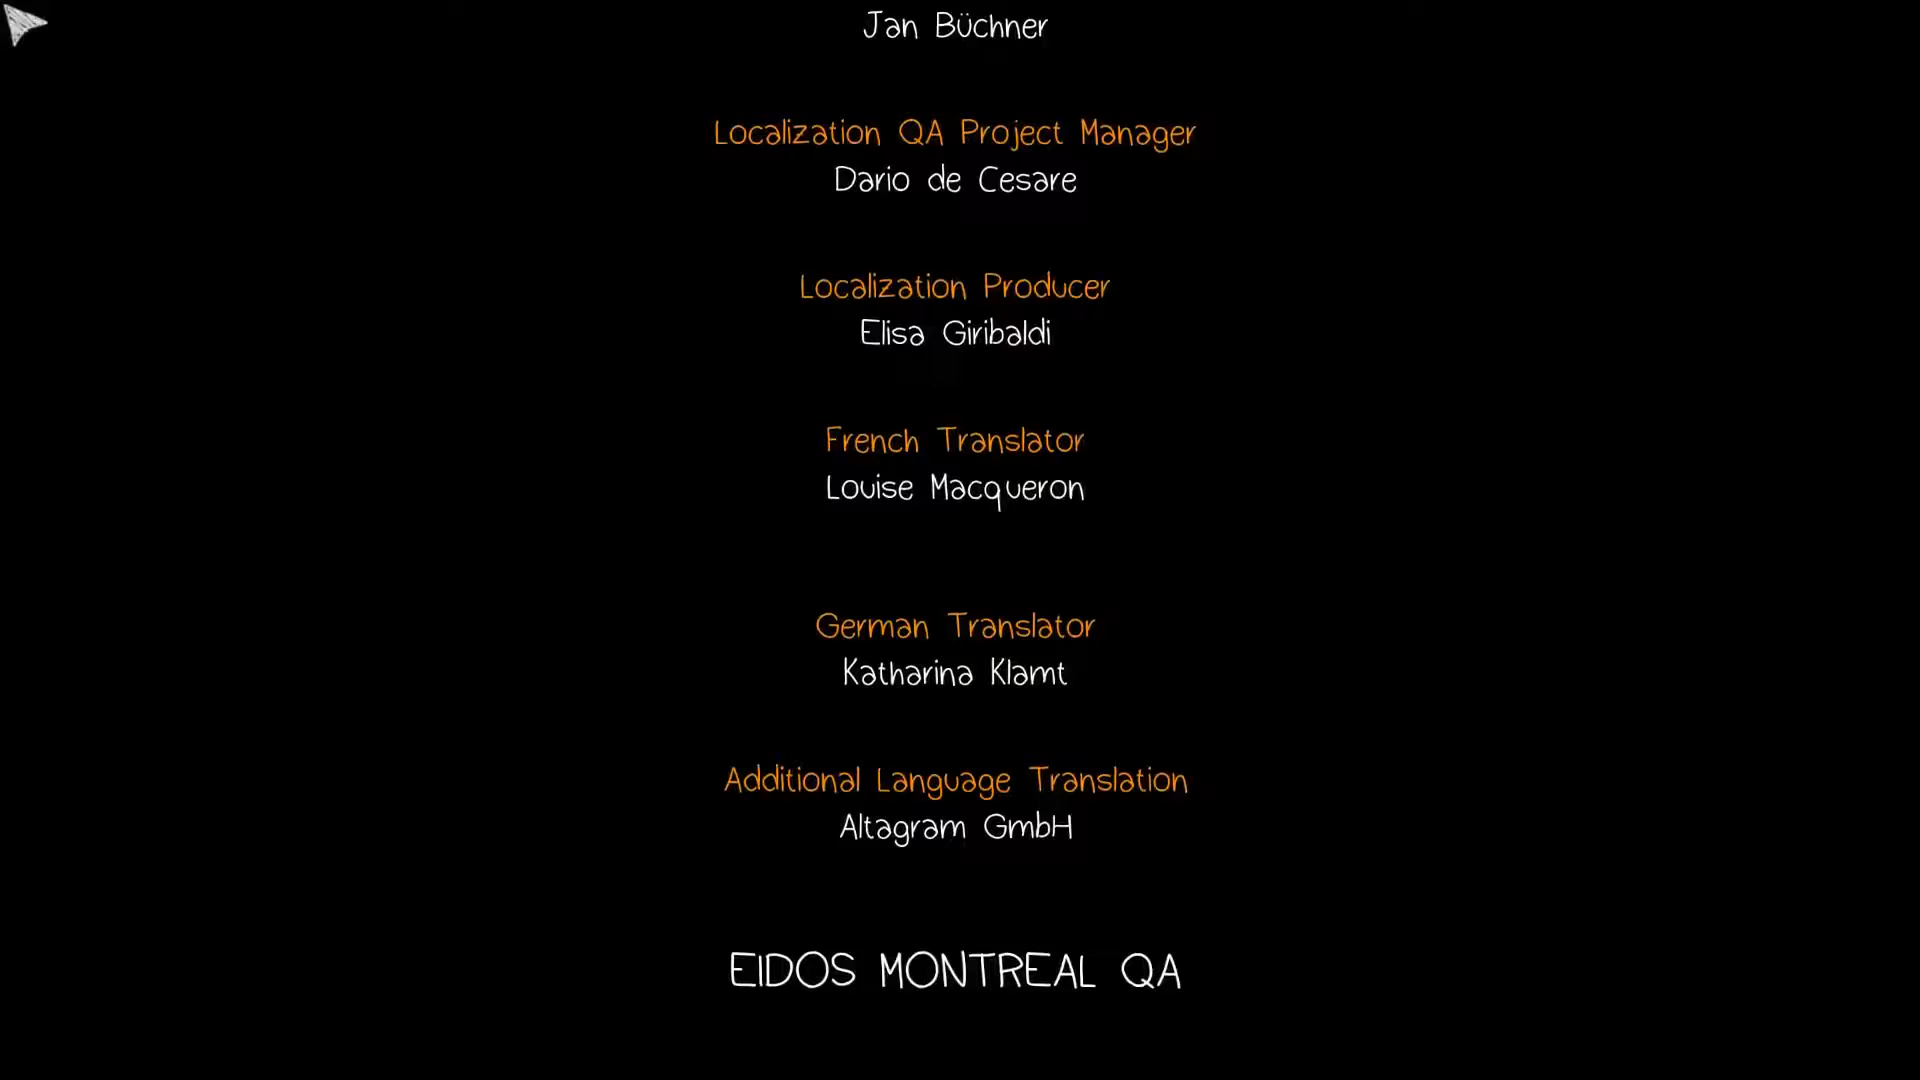 Jan Büchner
Localization QA Project Manager
Dario de Cesare
Localization Producer
Elisa Giribaldi
French Translator
Louise Macqueron
German Translator
Katharina Klamt
Additional Language Translation
Altagram GmbH
EIDOS MONTREAL QA